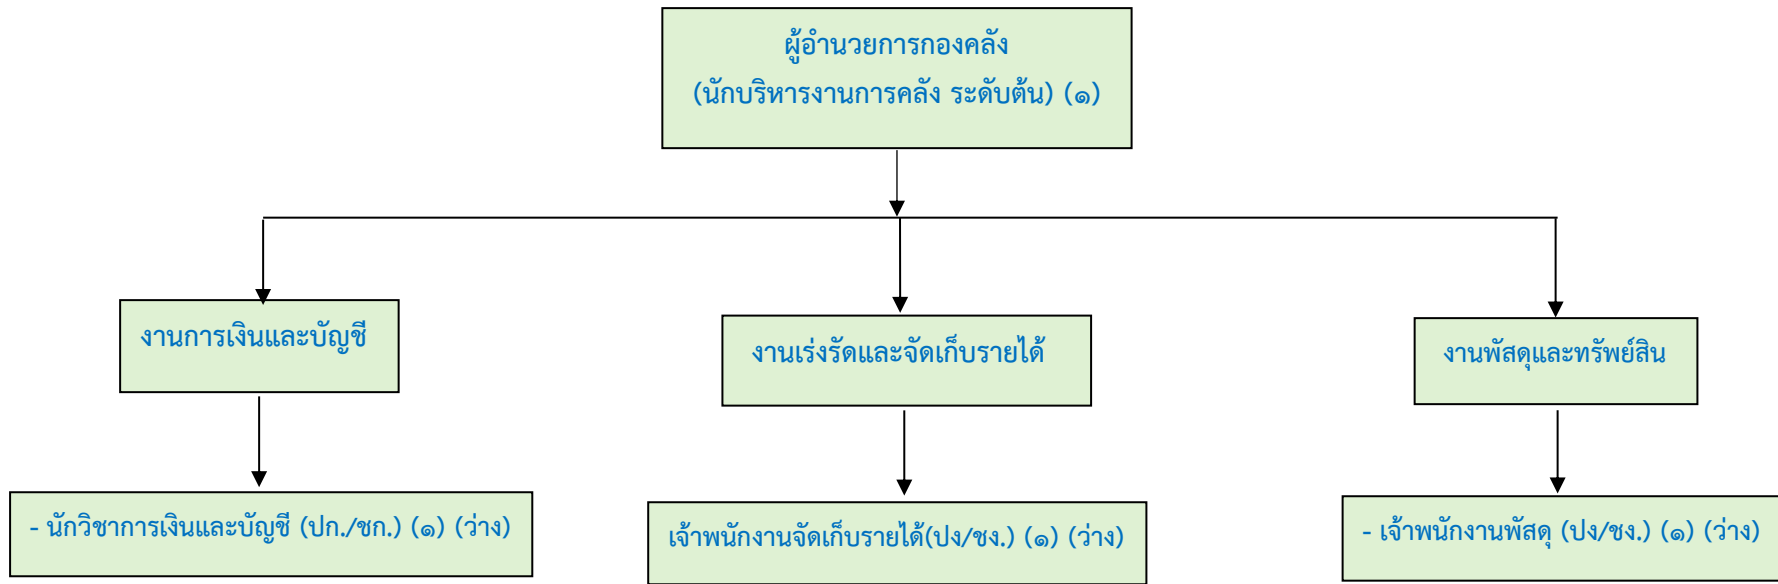 ผู้อำนวยการกองคลัง
(นักบริหารงานการคลัง ระดับต้น) (๑)
งานการเงินและบัญชี
งานเร่งรัดและจัดเก็บรายได้
งานพัสดุและทรัพย์สิน
- นักวิชาการเงินและบัญชี (ปก./ชก.) (๑) (ว่าง)
เจ้าพนักงานจัดเก็บรายได้(ปง/ชง.) (๑) (ว่าง)
- เจ้าพนักงานพัสดุ (ปง/ชง.) (๑) (ว่าง)